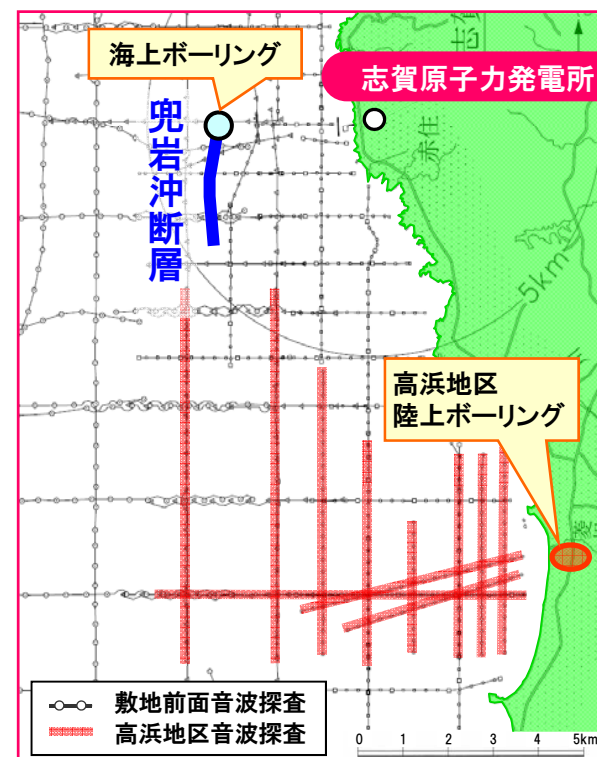 海上ボーリング
志賀原子力発電所
兜岩沖断層
赤住
5km
高浜地区
陸上ボーリング
敷地前面音波探査
高浜地区音波探査
0 1 2 3 4 5km